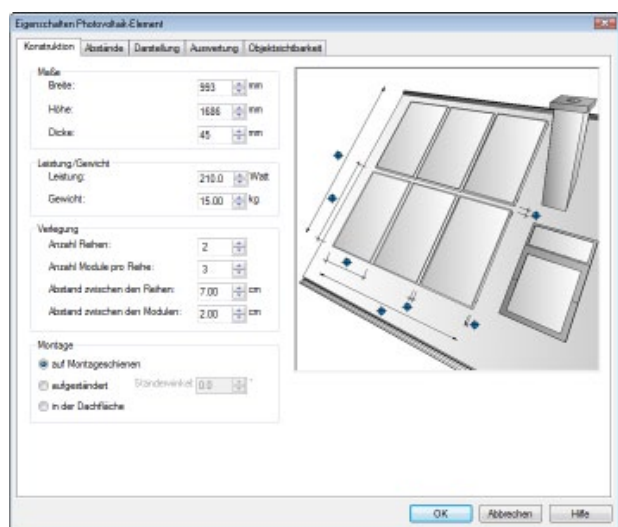 Eigenschaften Photovoltaik-Element
Konstruktion Abstände Darstellung Auswertung Objektsichtbarkeit
Maße
Breite: 993 mm
Höhe: 1686 mm
Dicke: 45 mm
Leistung/Gewicht
Leistung: 210.0 Watt
Gewicht: 15.00 kg
Verlegung
Anzahl Reihen: 2
Anzahl Module pro Reihe: 3
Abstand zwischen den Reihen: 7.00 cm
Abstand zwischen den Modulen: 2.00 cm
Montage
auf Montageschienen
aufgeständert Ständerwinkel 0.0 °
in der Dachfläche
OK Abbrechen Hilfe